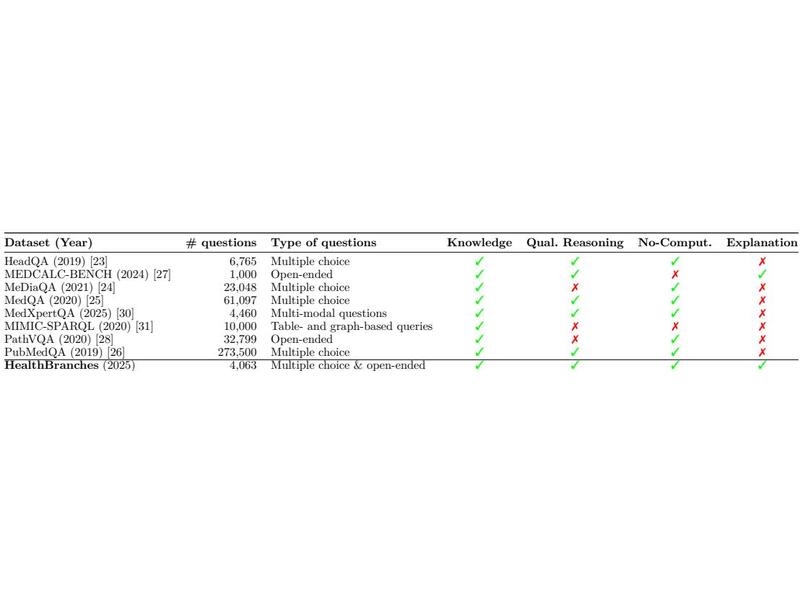 Dataset (Year) # questions Type of questions Knowledge Qual. Reasoning No-Comput. Explanation
HeadQA (2019) [23] 6,765 Multiple choice ✓ ✓ ✓ ✗
MEDCALC-BENCH (2024) [27] 1,000 Open-ended ✓ ✓ ✗ ✓
MeDiaQA (2021) [24] 23,048 Multiple choice ✓ ✗ ✓ ✗
MedQA (2020) [25] 61,097 Multiple choice ✓ ✓ ✓ ✗
MedXpertQA (2025) [30] 4,460 Multi-modal questions ✓ ✓ ✓ ✗
MIMIC-SPARQL (2020) [31] 10,000 Table- and graph-based queries ✓ ✗ ✗ ✗
PathVQA (2020) [28] 32,799 Open-ended ✓ ✗ ✓ ✗
PubMedQA (2019) [26] 273,500 Multiple choice ✓ ✓ ✓ ✗
HealthBranches (2025) 4,063 Multiple choice & open-ended ✓ ✓ ✓ ✓